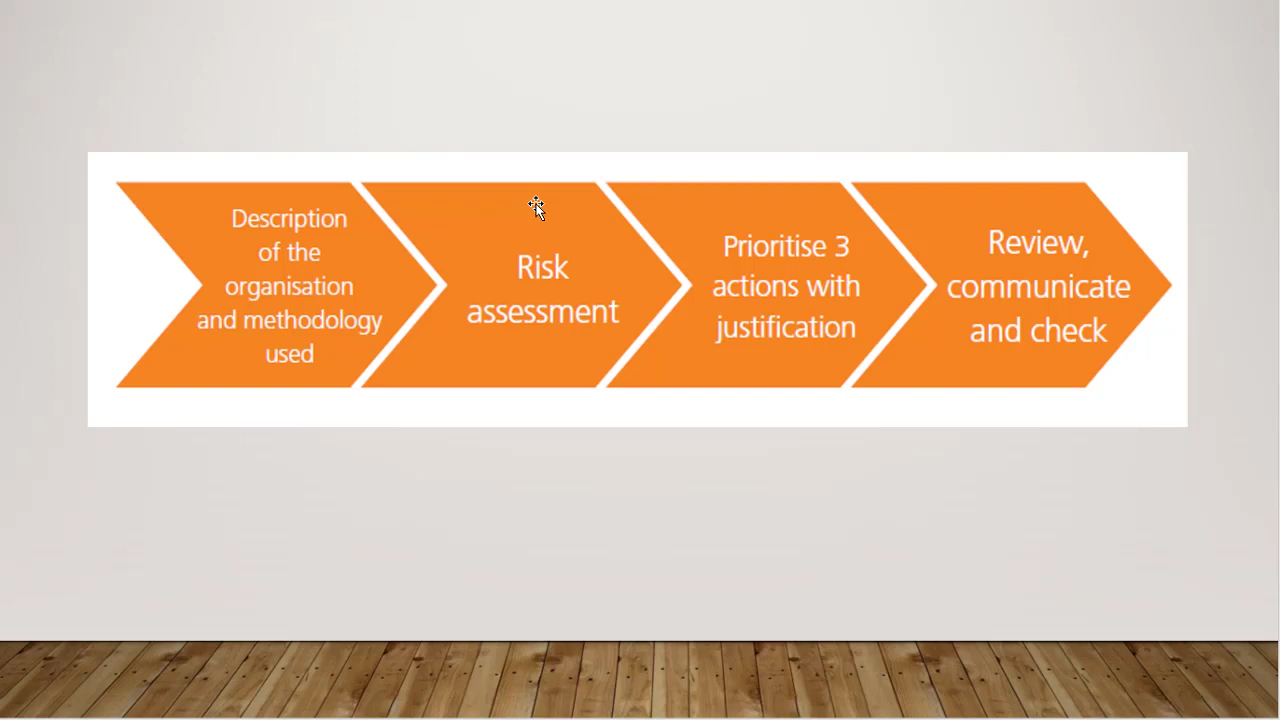 Description
of the
organisation
and methodology
used
Risk
assessment
Prioritise 3
actions with
justification
Review,
communicate
and check